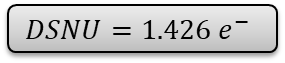 DSNU = 1.426 e⁻